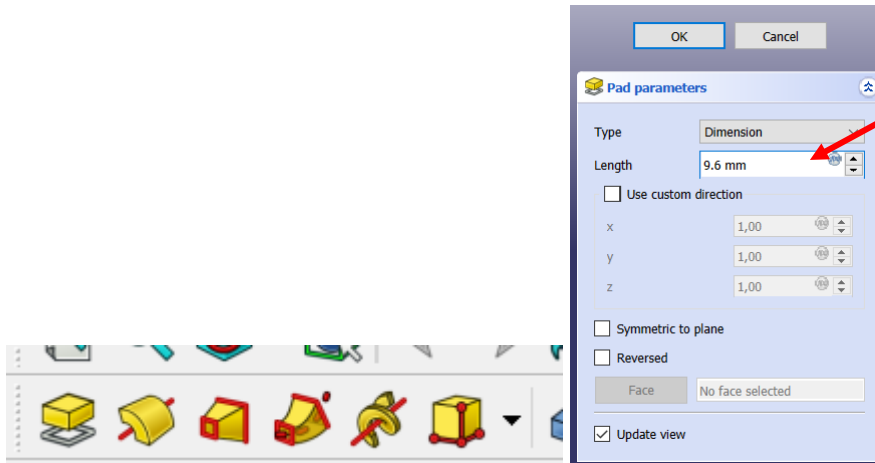 OK Cancel
Pad parameters
Type Dimension
Length 9.6 mm
Use custom direction
x 1,00
y 1,00
z 1,00
Symmetric to plane
Reversed
Face No face selected
Update view